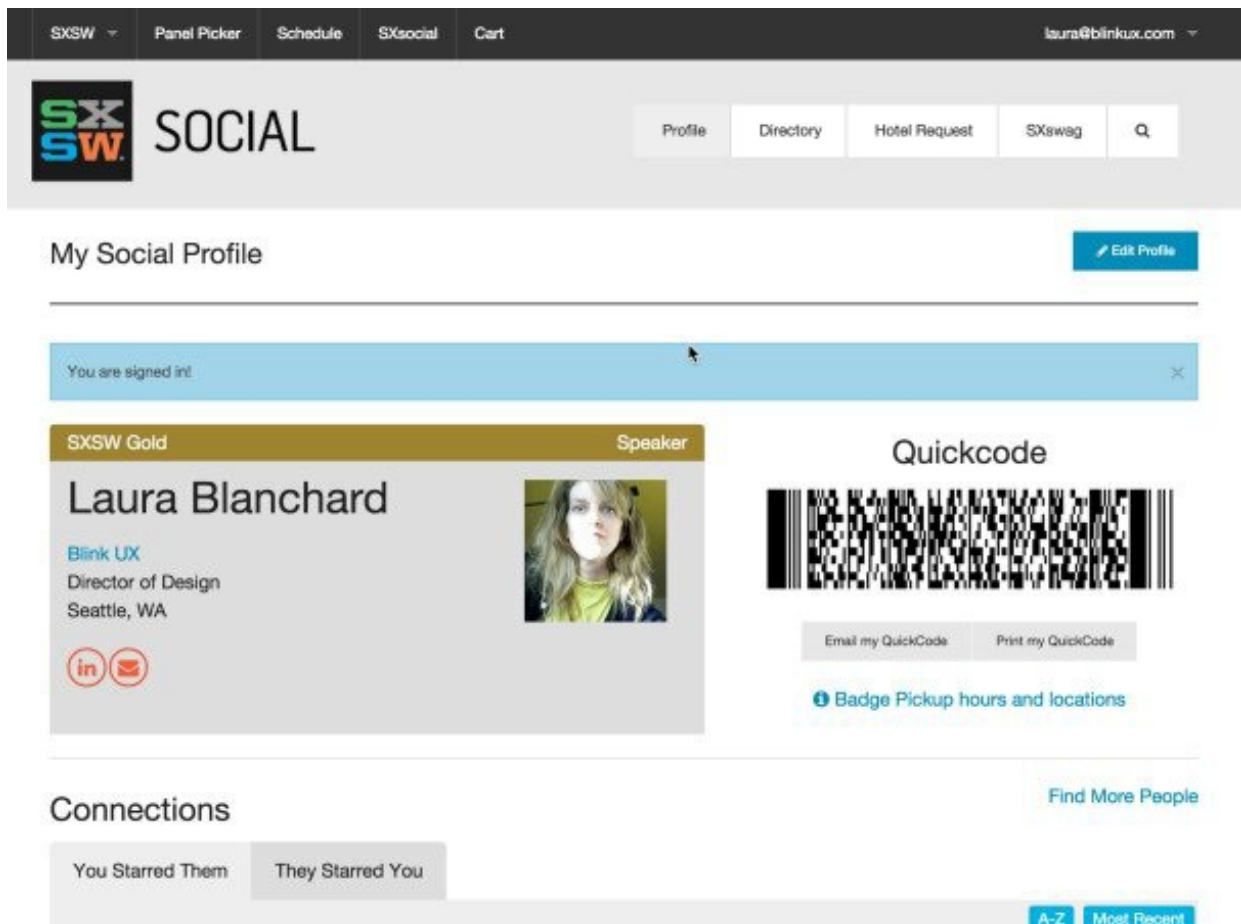 SXSW Panel Picker Schedule SXsocial Cart laura@blinkux.com
SX
SW.
SOCIAL
Profile Directory Hotel Request SXswag
My Social Profile
Edit Profile
You are signed in!
SXSW Gold Speaker
Laura Blanchard
Blink UX
Director of Design
Seattle, WA
in
Quickcode
Email my QuickCode Print my QuickCode
Badge Pickup hours and locations
Connections
Find More People
You Starred Them They Starred You
A-Z Most Recent